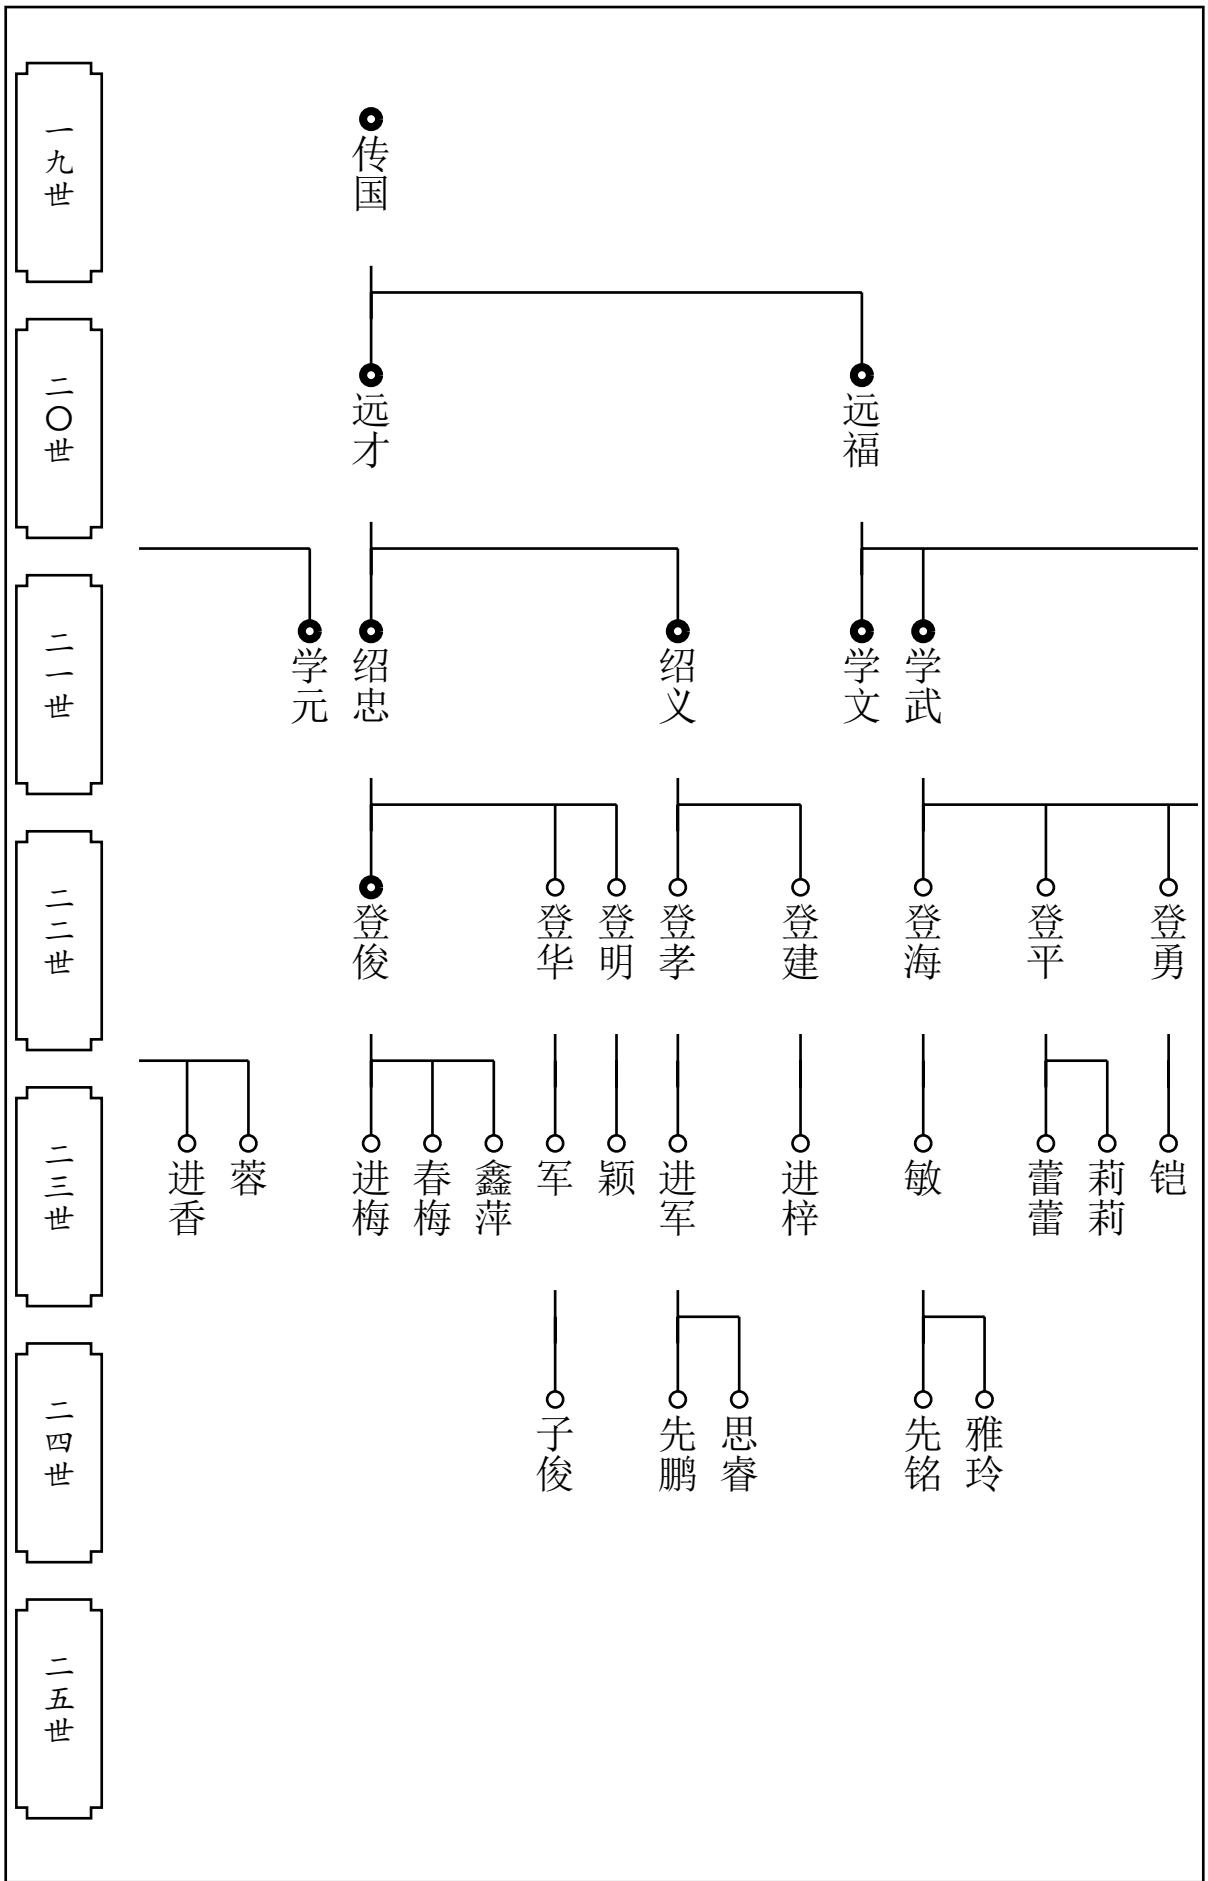 一九世
传国
二〇世
远才
远福
二一世
学元
绍忠
绍义
学文
学武
二二世
登俊
登华
登明
登孝
登建
登海
登平
登勇
二三世
进香
蓉
进梅
春梅
鑫萍
军
颖
进军
进梓
敏
蕾蕾
莉莉
铠
二四世
子俊
先鹏
思睿
先铭
雅玲
二五世